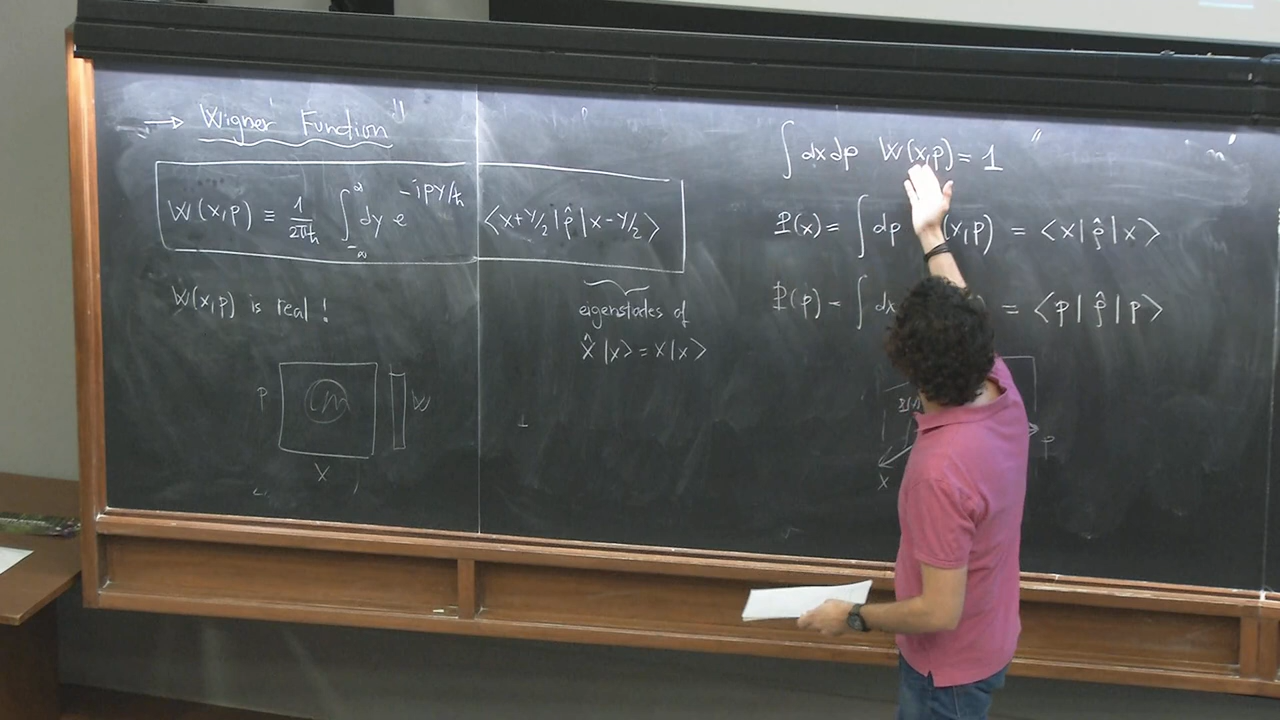 → Wigner Function"
W(x,p) ≡ 1/2πħ ∫_{-∞}^{∞} dy e^{-ipy/ħ} ⟨x+y/2|ρ̂|x-y/2⟩
W(x,p) is real !
eigenstates of
x̂ |x⟩ = x|x⟩
P
W
X
∫ dx dp W(x,p) = 1
P(x) = ∫ dp (x,p) = ⟨x|ρ̂|x⟩
P(p) = ∫ dx = ⟨p|ρ̂|p⟩
p
X